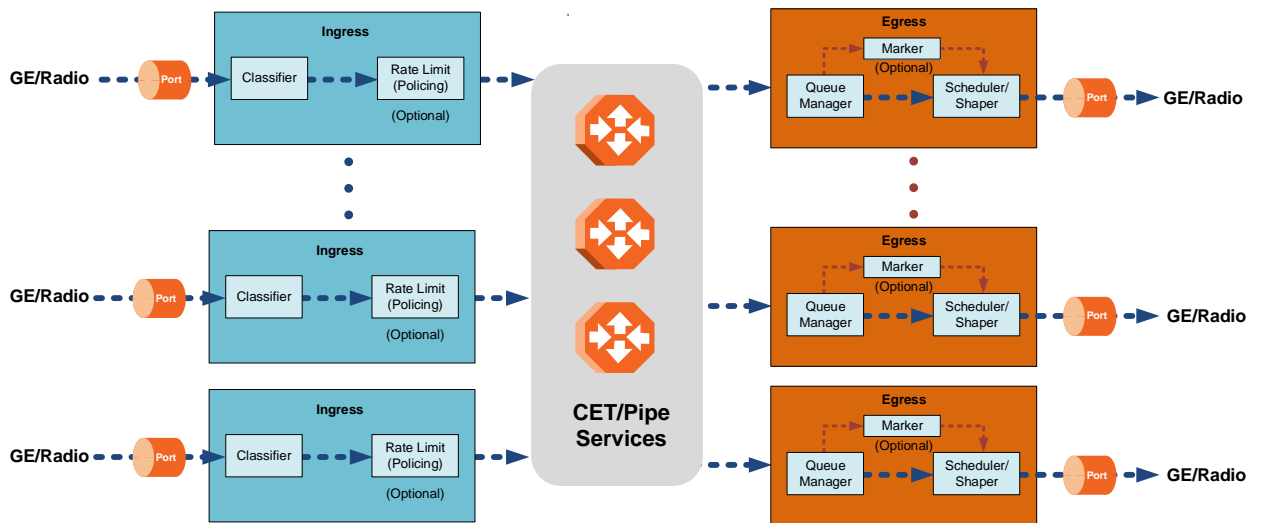 Ingress
GE/Radio
Port
Classifier
Rate Limit
(Policing)
(Optional)
Egress
Marker
(Optional)
Queue
Manager
Scheduler/
Shaper
Port
GE/Radio
Ingress
GE/Radio
Port
Classifier
Rate Limit
(Policing)
(Optional)
Egress
Marker
(Optional)
Queue
Manager
Scheduler/
Shaper
Port
GE/Radio
CET/Pipe
Services
Ingress
GE/Radio
Port
Classifier
Rate Limit
(Policing)
(Optional)
Egress
Marker
(Optional)
Queue
Manager
Scheduler/
Shaper
Port
GE/Radio